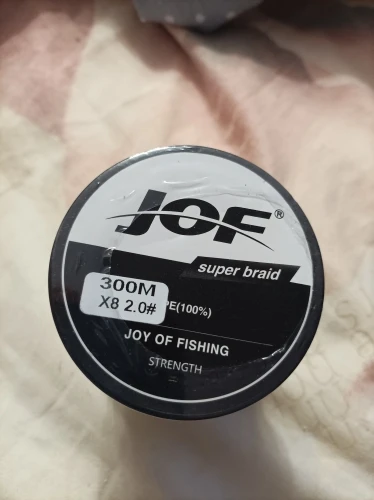 JOF®
super braid
300M
X8 2.0#
PE(100%)
JOY OF FISHING
STRENGTH